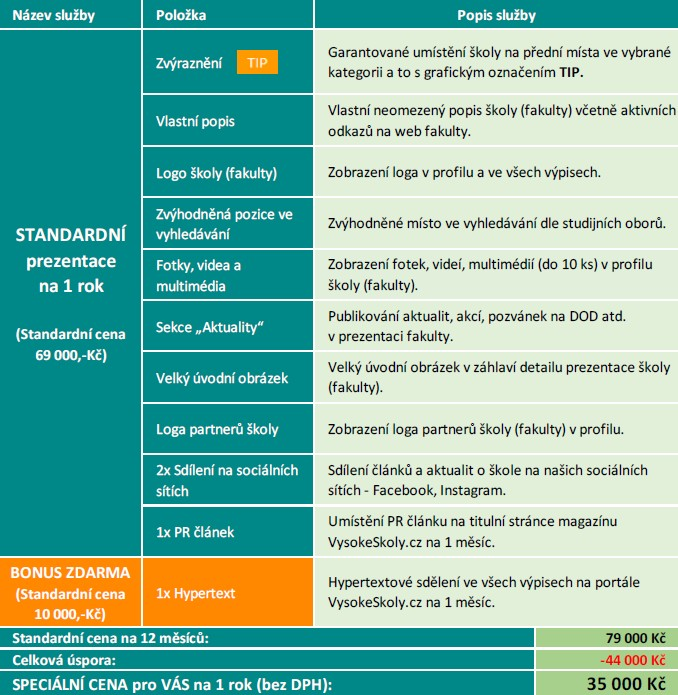 Název služby Položka Popis služby
STANDARDNÍ
prezentace
na 1 rok
(Standardní cena
69 000,-Kč)
Zvýraznění TIP
Garantované umístění školy na přední místa ve vybrané
kategorii a to s grafickým označením TIP.
Vlastní popis
Vlastní neomezený popis školy (fakulty) včetně aktivních
odkazů na web fakulty.
Logo školy (fakulty)
Zobrazení loga v profilu a ve všech výpisech.
Zvýhodněná pozice ve
vyhledávání
Zvýhodněné místo ve vyhledávání dle studijních oborů.
Fotky, videa a
multimédia
Zobrazení fotek, videí, multimédií (do 10 ks) v profilu
školy (fakulty).
Sekce „Aktuality“
Publikování aktualit, akcí, pozvánek na DOD atd.
v prezentaci fakulty.
Velký úvodní obrázek
Velký úvodní obrázek v záhlaví detailu prezentace školy
(fakulty).
Loga partnerů školy
Zobrazení loga partnerů školy (fakulty) v profilu.
2x Sdílení na sociálních
sítích
Sdílení článků a aktualit o škole na našich sociálních
sítích - Facebook, Instagram.
1x PR článek
Umístění PR článku na titulní stránce magazínu
VysokeSkoly.cz na 1 měsíc.
BONUS ZDARMA
(Standardní cena
10 000,-Kč)
1x Hypertext
Hypertextové sdělení ve všech výpisech na portále
VysokeSkoly.cz na 1 měsíc.
Standardní cena na 12 měsíců: 79 000 Kč
Celková úspora: -44 000 Kč
SPECIÁLNÍ CENA pro VÁS na 1 rok (bez DPH): 35 000 Kč